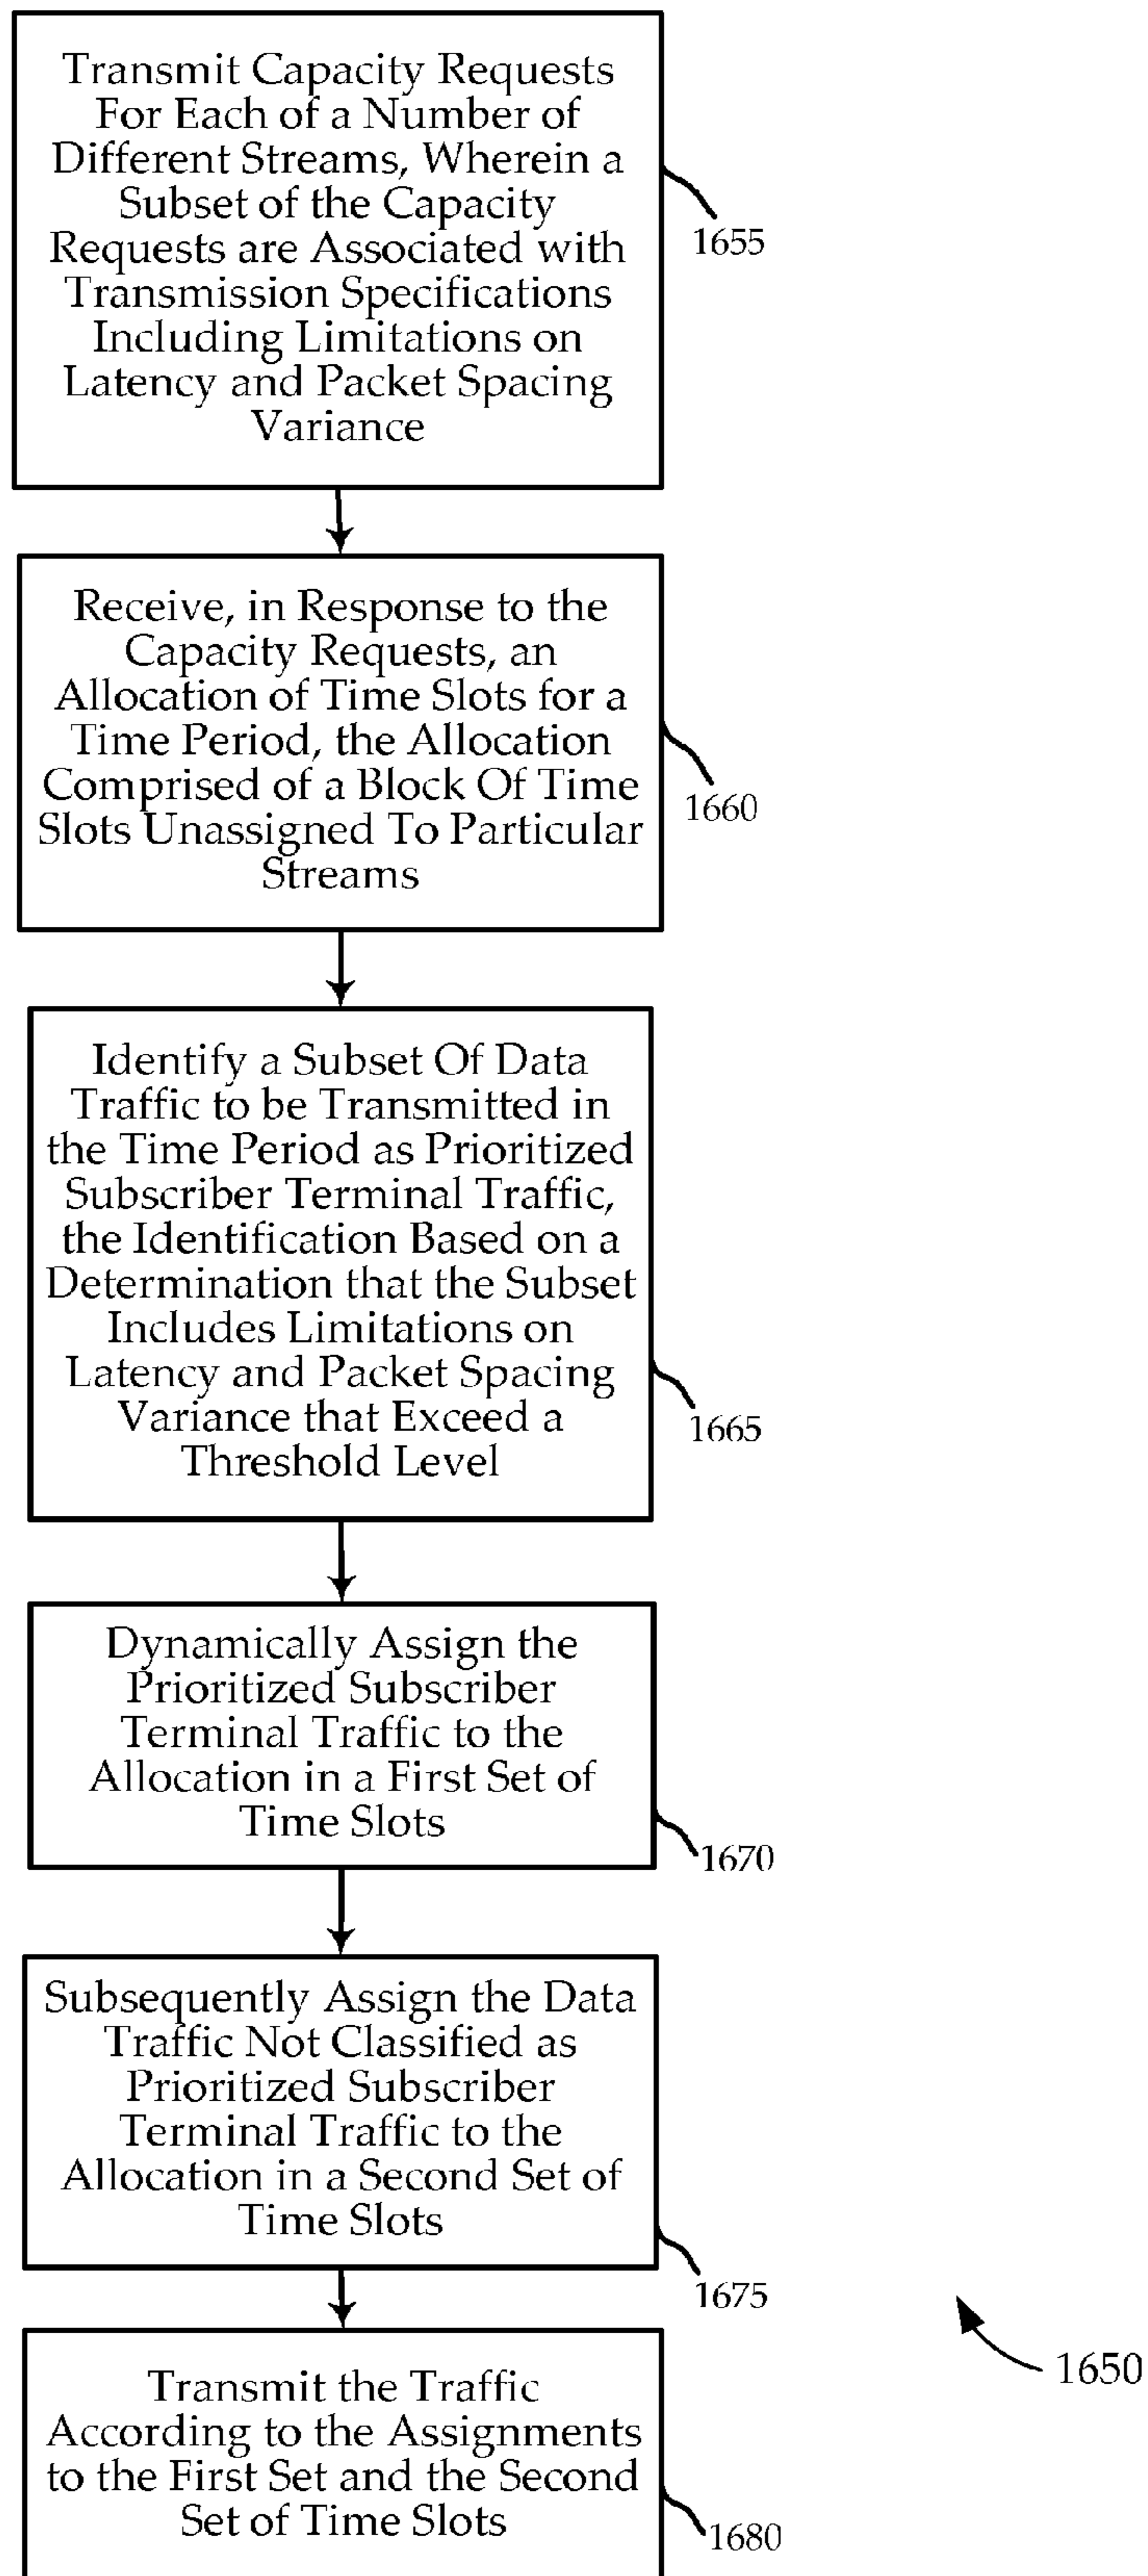 Transmit Capacity Requests
For Each of a Number of
Different Streams, Wherein a
Subset of the Capacity
Requests are Associated with
Transmission Specifications
Including Limitations on
Latency and Packet Spacing
Variance
1655
Receive, in Response to the
Capacity Requests, an
Allocation of Time Slots for a
Time Period, the Allocation
Comprised of a Block Of Time
Slots Unassigned To Particular
Streams
1660
Identify a Subset Of Data
Traffic to be Transmitted in
the Time Period as Prioritized
Subscriber Terminal Traffic,
the Identification Based on a
Determination that the Subset
Includes Limitations on
Latency and Packet Spacing
Variance that Exceed a
Threshold Level
1665
Dynamically Assign the
Prioritized Subscriber
Terminal Traffic to the
Allocation in a First Set of
Time Slots
1670
Subsequently Assign the Data
Traffic Not Classified as
Prioritized Subscriber
Terminal Traffic to the
Allocation in a Second Set of
Time Slots
1675
1650
Transmit the Traffic
According to the Assignments
to the First Set and the Second
Set of Time Slots
1680